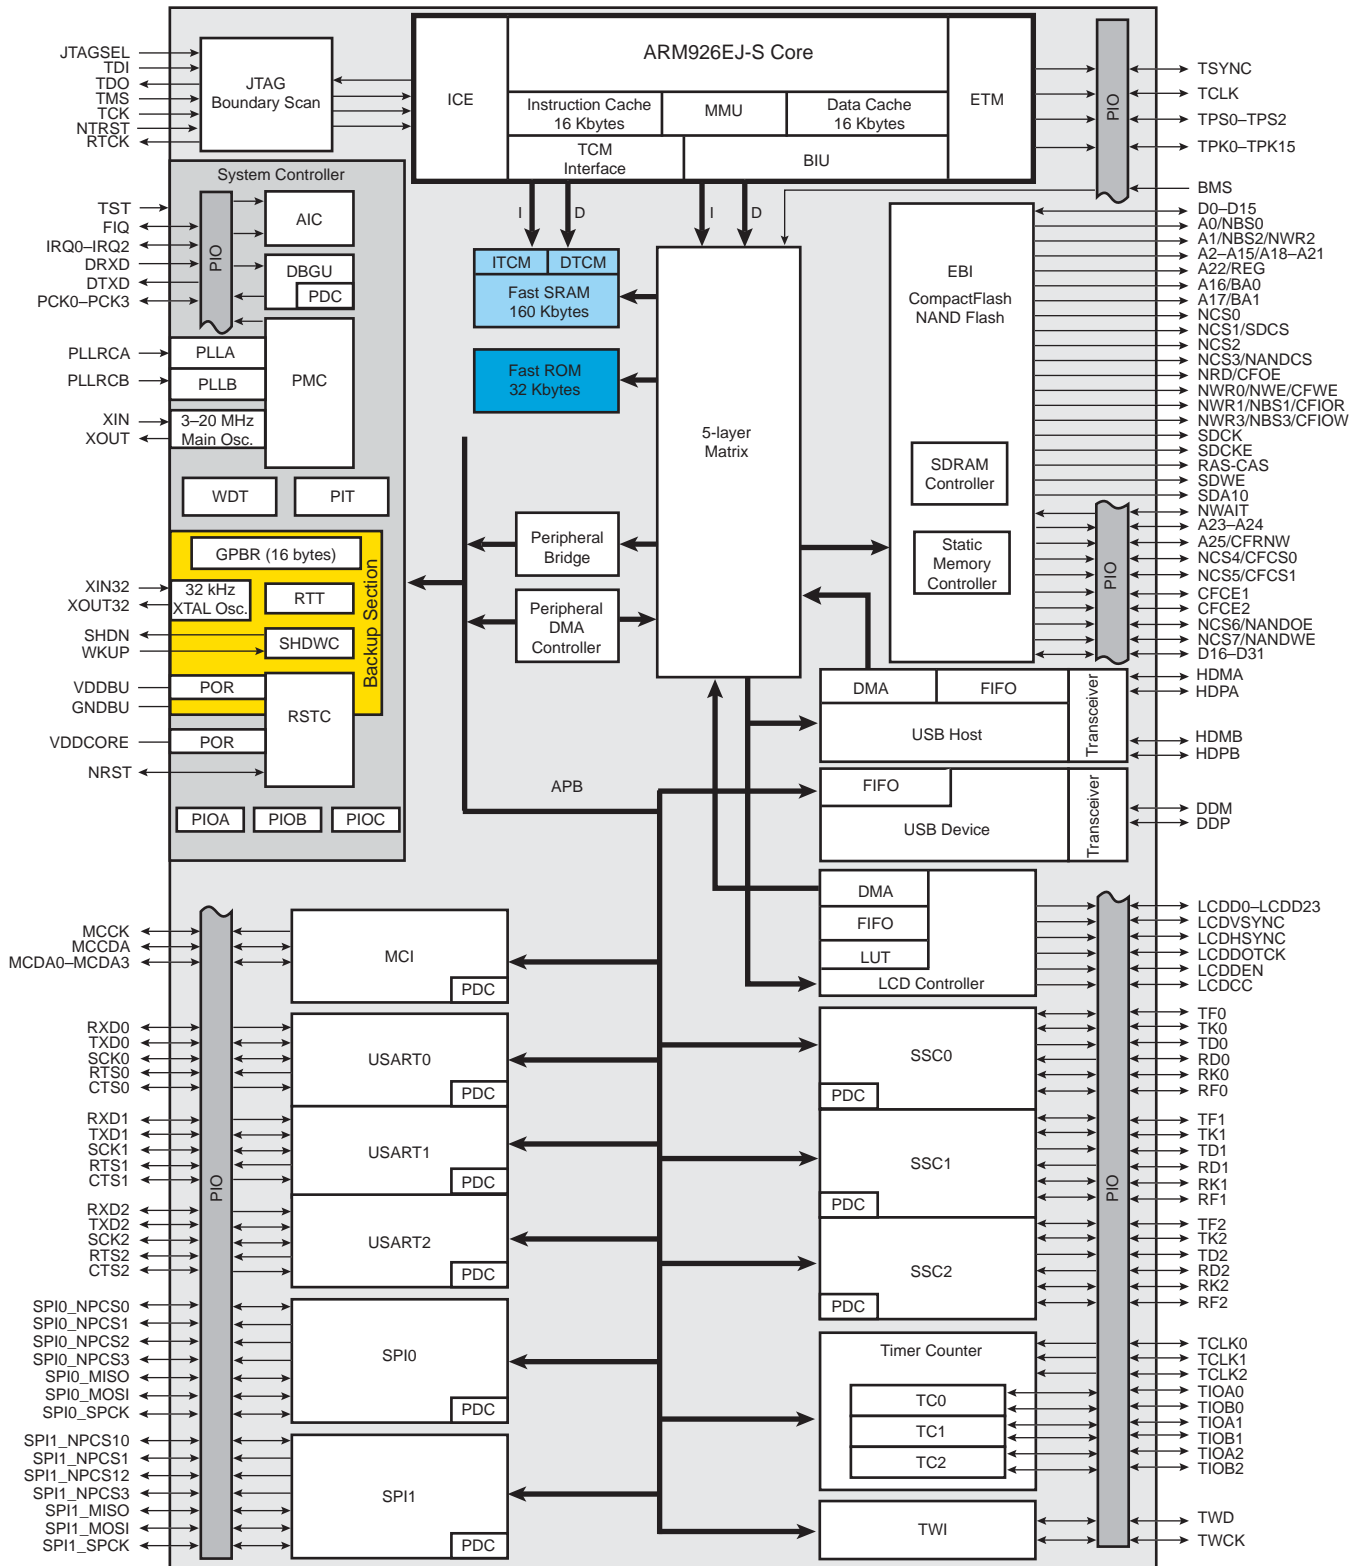 JTAGSEL
TDI
TDO
TMS
TCK
NTRST
RTCK
JTAG
Boundary Scan
ICE
ARM926EJ-S Core
Instruction Cache
16 Kbytes
MMU
Data Cache
16 Kbytes
TCM
Interface
BIU
ETM
PIO
TSYNC
TCLK
TPS0–TPS2
TPK0–TPK15
BMS
System Controller
TST
FIQ
IRQ0–IRQ2
DRXD
DTXD
PCK0–PCK3
PIO
AIC
DBGU
PDC
PLLRCA
PLLRCB
XIN
XOUT
PLLA
PLLB
3–20 MHz
Main Osc.
PMC
WDT
PIT
GPBR (16 bytes)
XIN32
XOUT32
32 kHz
XTAL Osc.
RTT
SHDN
WKUP
SHDWC
Backup Section
VDDBU
GNDBU
POR
RSTC
VDDCORE
POR
NRST
PIOA
PIOB
PIOC
I
D
I
D
ITCM
DTCM
Fast SRAM
160 Kbytes
Fast ROM
32 Kbytes
5-layer
Matrix
Peripheral
Bridge
Peripheral
DMA
Controller
APB
EBI
CompactFlash
NAND Flash
SDRAM
Controller
Static
Memory
Controller
D0–D15
A0/NBS0
A1/NBS2/NWR2
A2–A15/A18–A21
A22/REG
A16/BA0
A17/BA1
NCS0
NCS1/SDCS
NCS2
NCS3/NANDCS
NRD/CFOE
NWR0/NWE/CFWE
NWR1/NBS1/CFIOR
NWR3/NBS3/CFIOW
SDCK
SDCKE
RAS-CAS
SDWE
SDA10
PIO
NWAIT
A23–A24
A25/CFRNW
NCS4/CFCS0
NCS5/CFCS1
CFCE1
CFCE2
NCS6/NANDOE
NCS7/NANDWE
D16–D31
DMA
FIFO
USB Host
Transceiver
HDMA
HDPA
HDMB
HDPB
FIFO
USB Device
Transceiver
DDM
DDP
DMA
FIFO
LUT
LCD Controller
LCDD0–LCDD23
LCDVSYNC
LCDHSYNC
LCDDOTCK
LCDDEN
LCDCC
MCCK
MCCDA
MCDA0–MCDA3
MCI
PDC
RXD0
TXD0
SCK0
RTS0
CTS0
USART0
PDC
RXD1
TXD1
SCK1
RTS1
CTS1
USART1
PDC
PIO
RXD2
TXD2
SCK2
RTS2
CTS2
USART2
PDC
SPI0_NPCS0
SPI0_NPCS1
SPI0_NPCS2
SPI0_NPCS3
SPI0_MISO
SPI0_MOSI
SPI0_SPCK
SPI0
PDC
SPI1_NPCS10
SPI1_NPCS1
SPI1_NPCS12
SPI1_NPCS3
SPI1_MISO
SPI1_MOSI
SPI1_SPCK
SPI1
PDC
SSC0
PDC
TF0
TK0
TD0
RD0
RK0
RF0
SSC1
PDC
PIO
TF1
TK1
TD1
RD1
RK1
RF1
SSC2
PDC
TF2
TK2
TD2
RD2
RK2
RF2
Timer Counter
TC0
TC1
TC2
TCLK0
TCLK1
TCLK2
TIOA0
TIOB0
TIOA1
TIOB1
TIOA2
TIOB2
TWI
TWD
TWCK